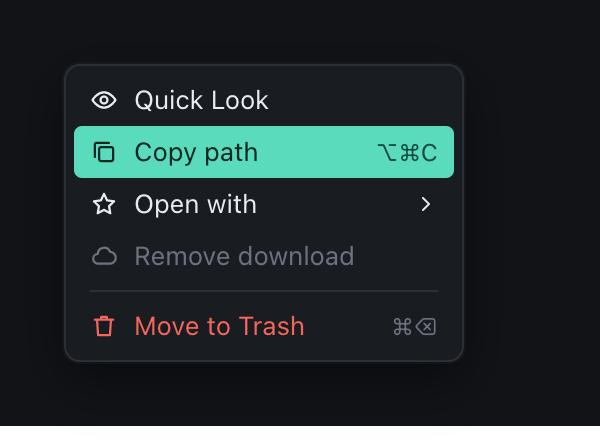 Quick Look
Copy path ⌥⌘C
Open with
Remove download
Move to Trash ⌘⌫